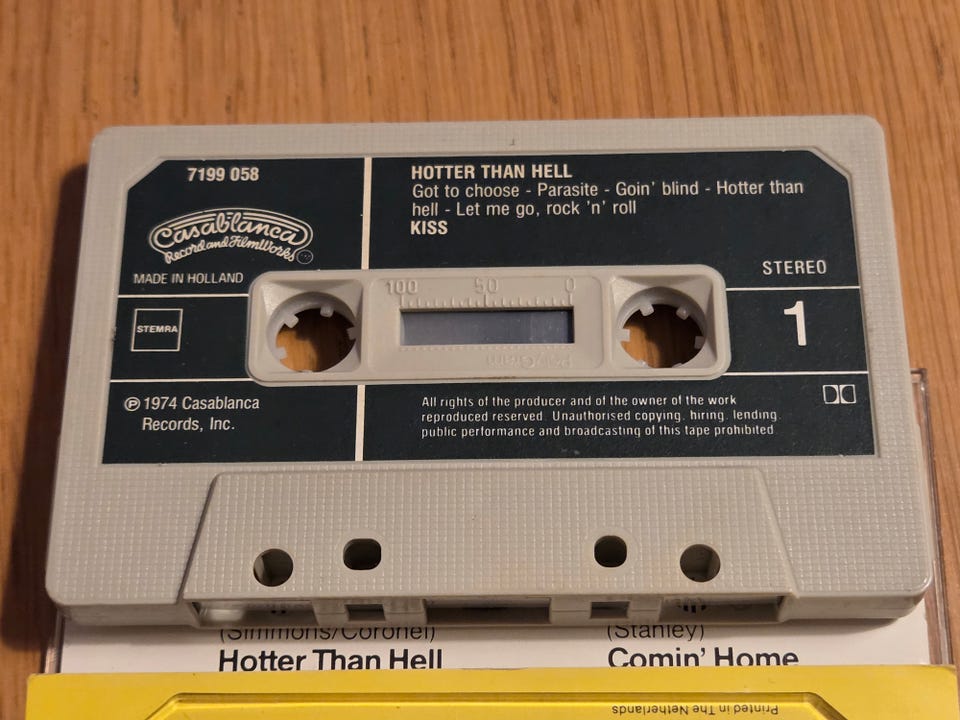 7199 058
Casablanca
Record and FilmWorks
MADE IN HOLLAND
STEMRA
℗ 1974 Casablanca
Records, Inc.
HOTTER THAN HELL
Got to choose - Parasite - Goin' blind - Hotter than
hell - Let me go, rock 'n' roll
KISS
STEREO
1
100 50 0
PolyGram
All rights of the producer and of the owner of the work
reproduced reserved. Unauthorised copying, hiring, lending,
public performance and broadcasting of this tape prohibited
(Simmons/Coronel)
Hotter Than Hell
(Stanley)
Comin' Home
Printed in The Netherlands